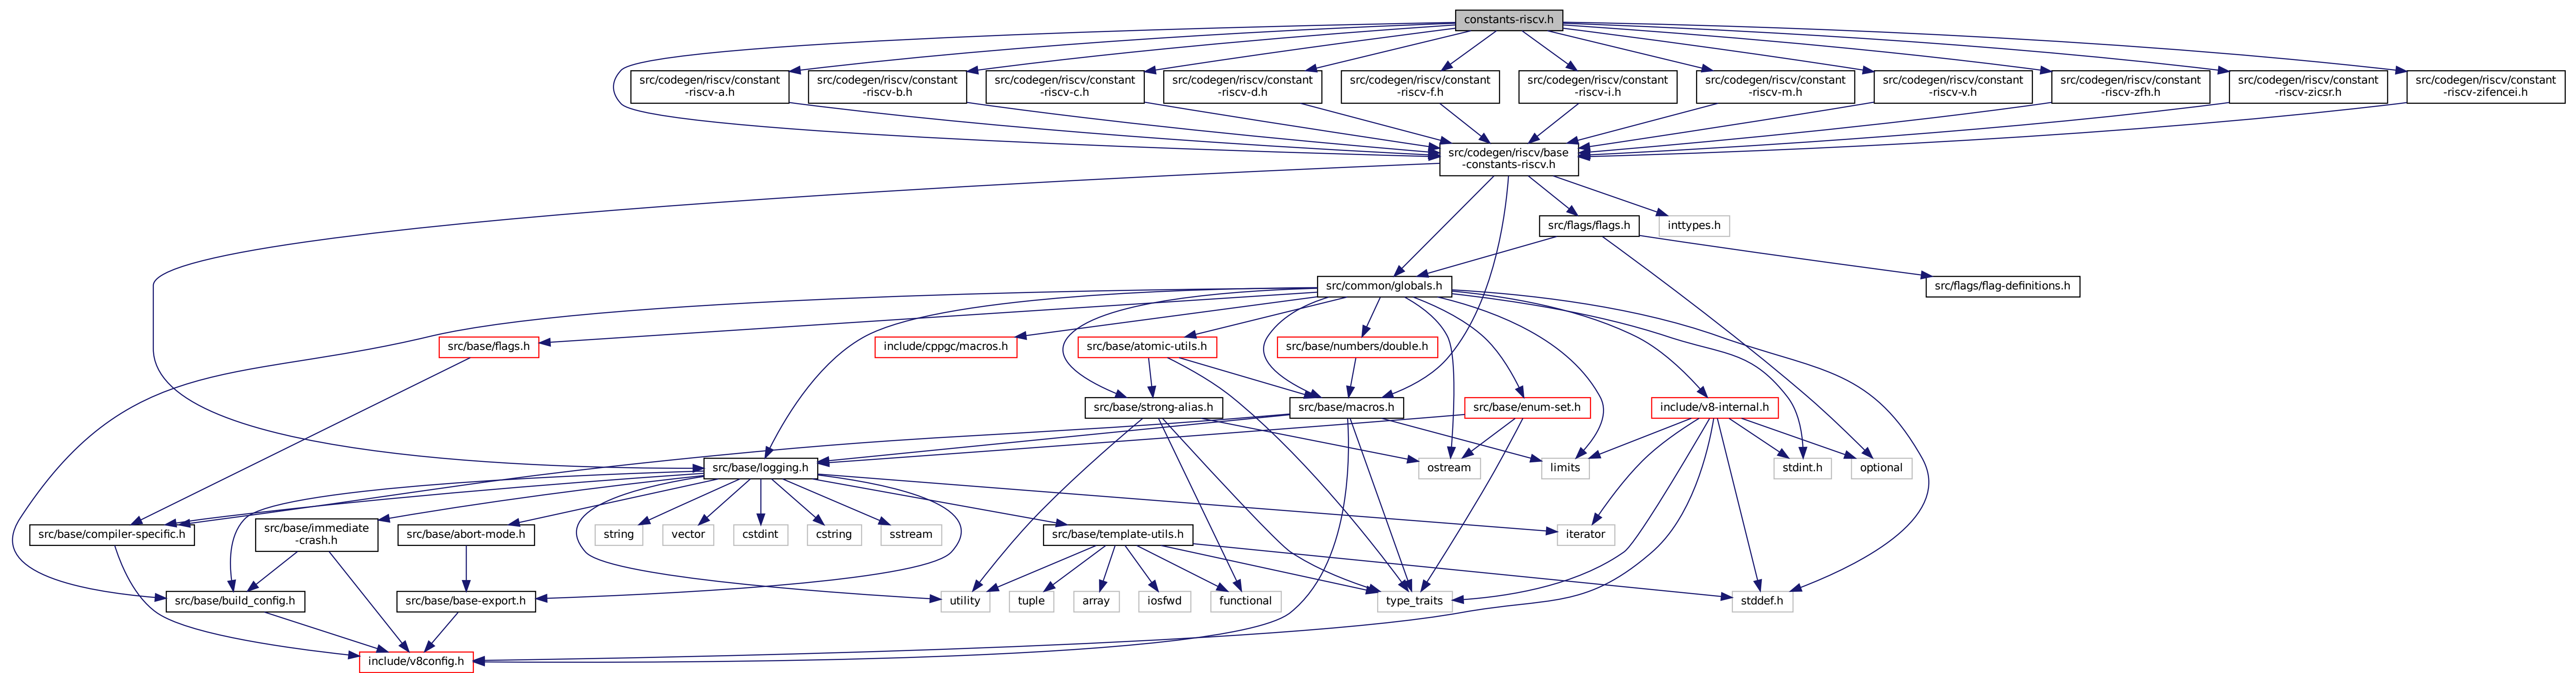 constants-riscv.h
src/codegen/riscv/constant
-riscv-a.h
src/codegen/riscv/constant
-riscv-b.h
src/codegen/riscv/constant
-riscv-c.h
src/codegen/riscv/constant
-riscv-d.h
src/codegen/riscv/constant
-riscv-f.h
src/codegen/riscv/constant
-riscv-i.h
src/codegen/riscv/constant
-riscv-m.h
src/codegen/riscv/constant
-riscv-v.h
src/codegen/riscv/constant
-riscv-zfh.h
src/codegen/riscv/constant
-riscv-zicsr.h
src/codegen/riscv/constant
-riscv-zifencei.h
src/codegen/riscv/base
-constants-riscv.h
src/flags/flags.h
inttypes.h
src/common/globals.h
src/flags/flag-definitions.h
src/base/flags.h
include/cppgc/macros.h
src/base/atomic-utils.h
src/base/numbers/double.h
src/base/strong-alias.h
src/base/macros.h
src/base/enum-set.h
include/v8-internal.h
src/base/logging.h
ostream
limits
stdint.h
optional
src/base/compiler-specific.h
src/base/immediate
-crash.h
src/base/abort-mode.h
string
vector
cstdint
cstring
sstream
src/base/template-utils.h
iterator
src/base/build_config.h
src/base/base-export.h
utility
tuple
array
iosfwd
functional
type_traits
stddef.h
include/v8config.h